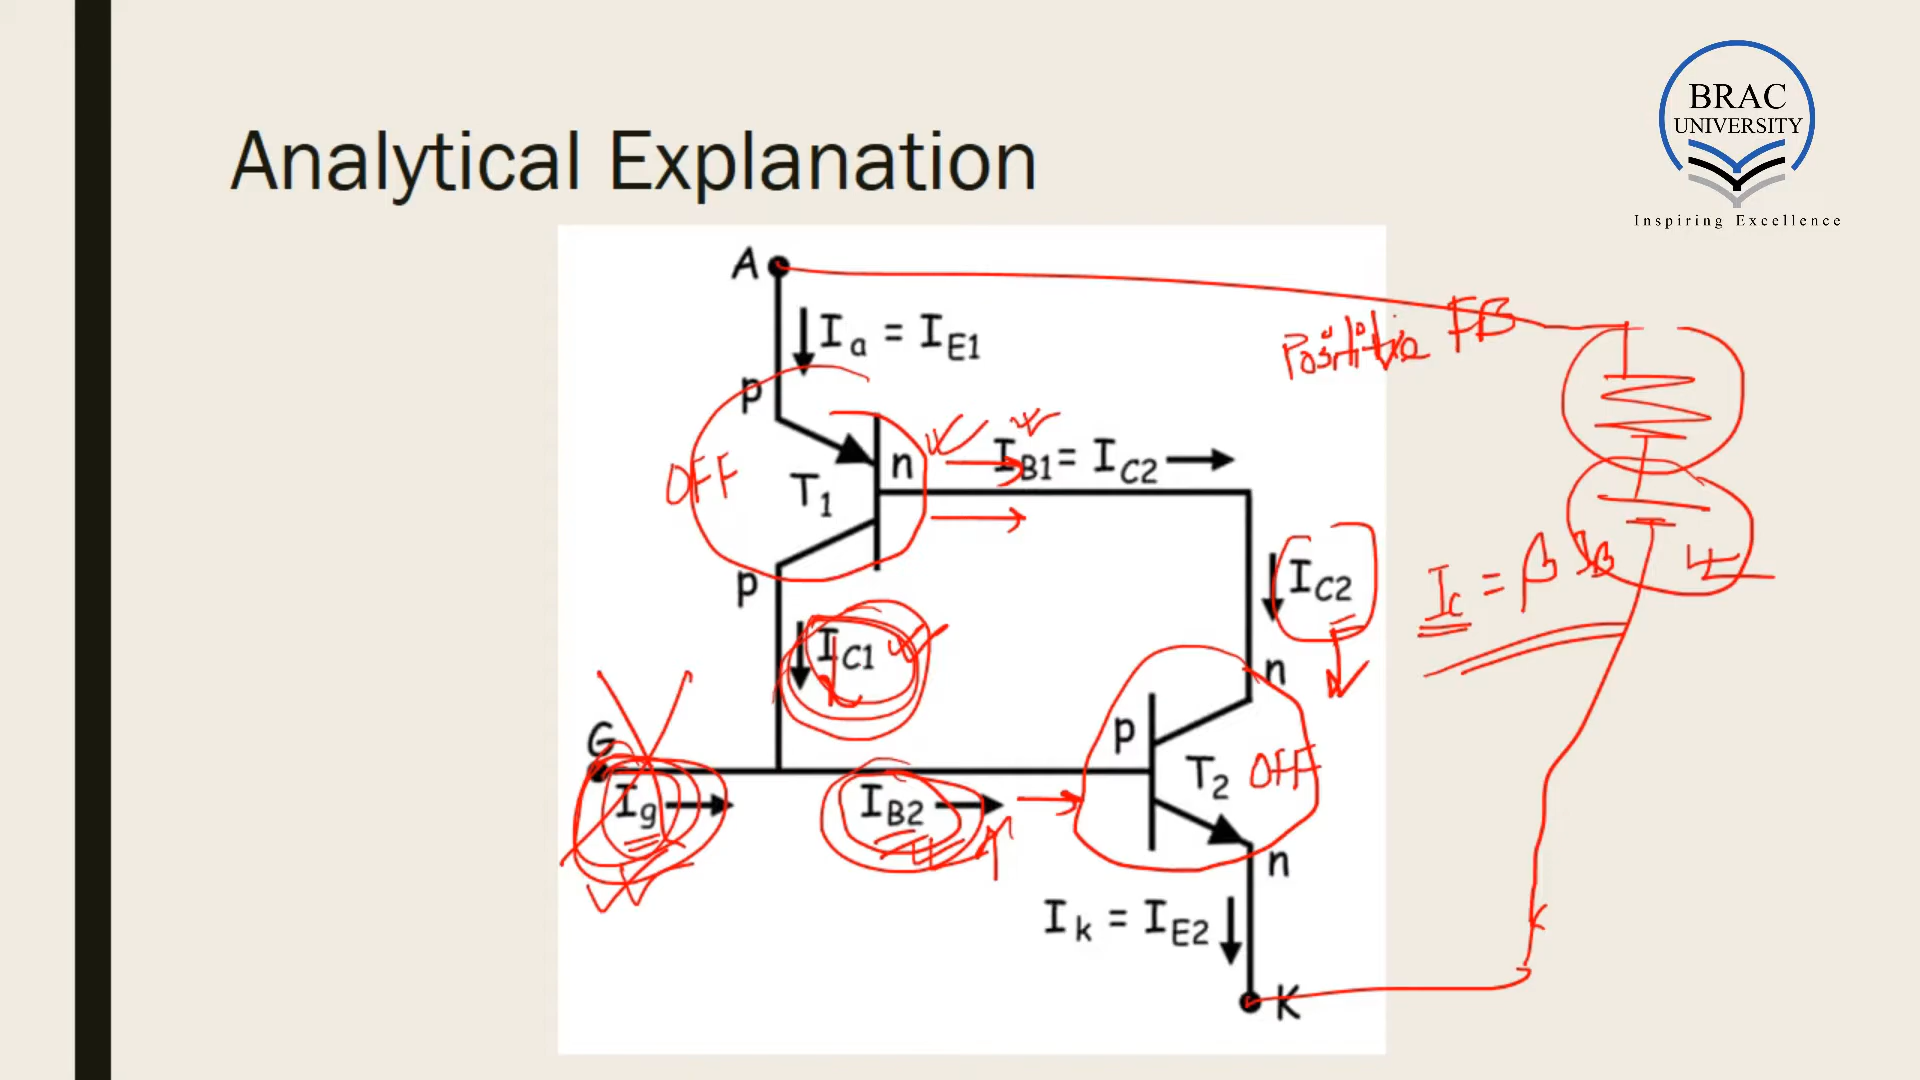 BRAC
UNIVERSITY
Inspiring Excellence
Analytical Explanation
A
Ia = IE1
Positive FB
p
n
IB1 = IC2
OFF
T1
p
IC2
Ic = β IB
IC1
n
G
p
T2
OFF
Ig
IB2
n
Ik = IE2
K